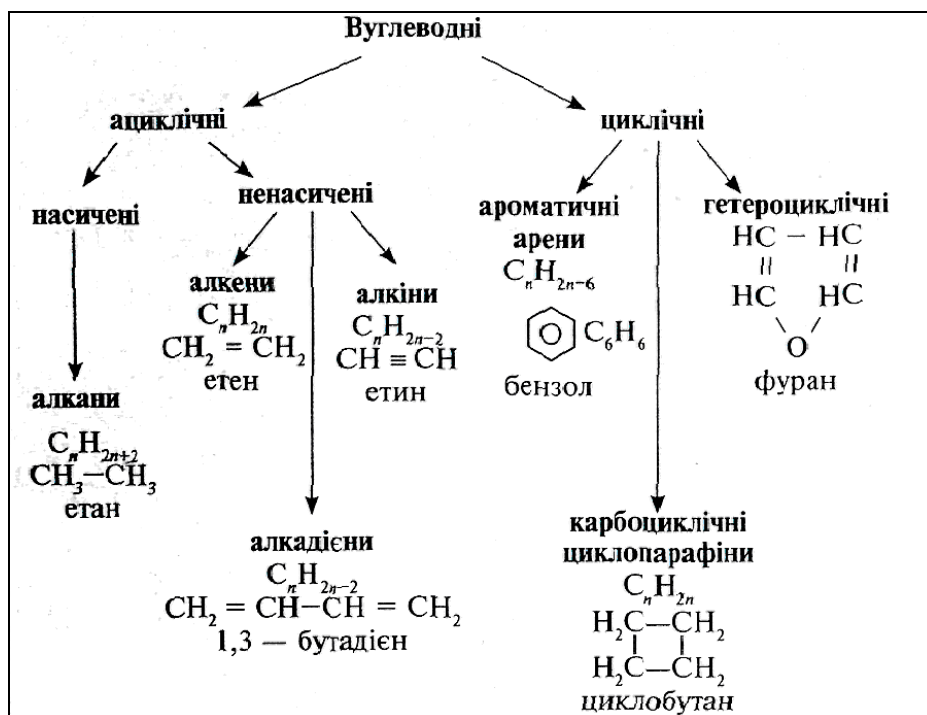 Вуглеводні
ациклічні
циклічні
насичені
ненасичені
ароматичні
арени
CₙH₂ₙ₋₆
C₆H₆
бензол
гетероциклічні
HC – HC
HC HC
O
фуран
алкени
CₙH₂ₙ
CH₂ = CH₂
етен
алкіни
CₙH₂ₙ₋₂
CH ≡ CH
етин
алкани
CₙH₂ₙ₊₂
CH₃–CH₃
етан
алкадієни
CₙH₂ₙ₋₂
CH₂ = CH–CH = CH₂
1,3 — бутадієн
карбоциклічні
циклопарафіни
CₙH₂ₙ
H₂C–CH₂
H₂C–CH₂
циклобутан